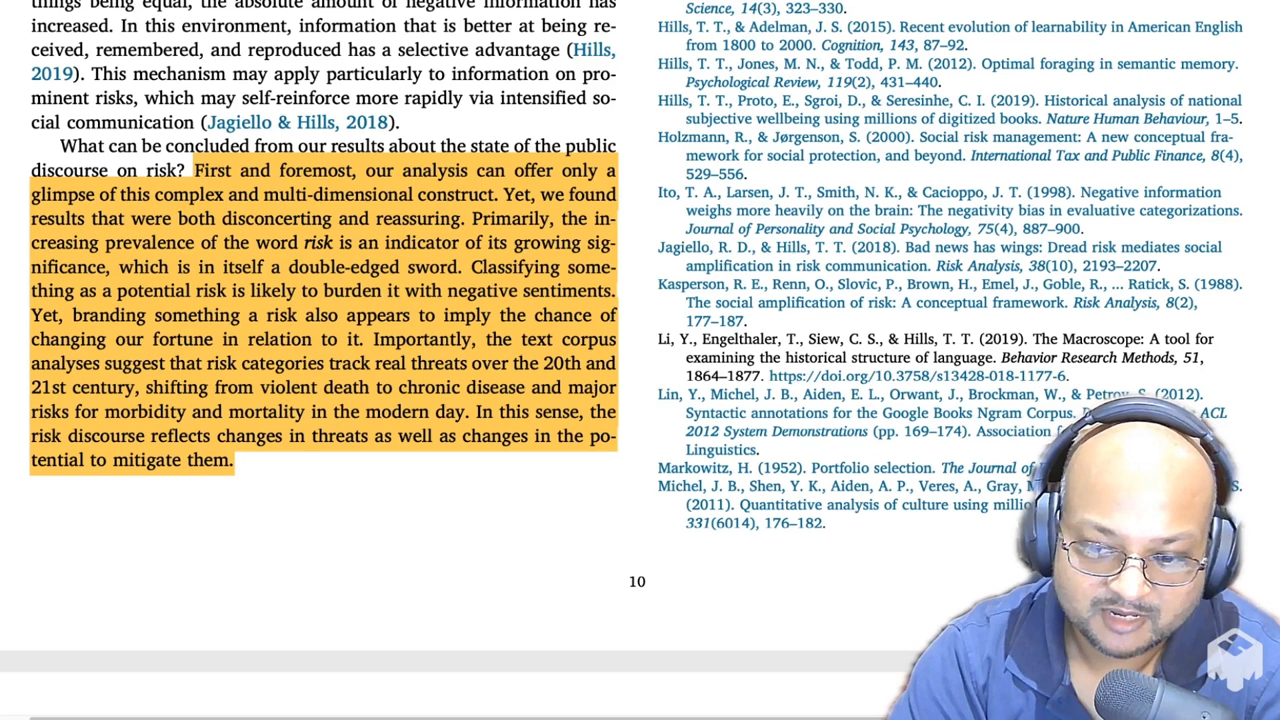 things being equal, the absolute amount of negative information has
increased. In this environment, information that is better at being re-
ceived, remembered, and reproduced has a selective advantage (Hills,
2019). This mechanism may apply particularly to information on pro-
minent risks, which may self-reinforce more rapidly via intensified so-
cial communication (Jagiello & Hills, 2018).
What can be concluded from our results about the state of the public
discourse on risk? First and foremost, our analysis can offer only a
glimpse of this complex and multi-dimensional construct. Yet, we found
results that were both disconcerting and reassuring. Primarily, the in-
creasing prevalence of the word risk is an indicator of its growing sig-
nificance, which is in itself a double-edged sword. Classifying some-
thing as a potential risk is likely to burden it with negative sentiments.
Yet, branding something a risk also appears to imply the chance of
changing our fortune in relation to it. Importantly, the text corpus
analyses suggest that risk categories track real threats over the 20th and
21st century, shifting from violent death to chronic disease and major
risks for morbidity and mortality in the modern day. In this sense, the
risk discourse reflects changes in threats as well as changes in the po-
tential to mitigate them.
Science, 14(3), 323–330.
Hills, T. T., & Adelman, J. S. (2015). Recent evolution of learnability in American English
from 1800 to 2000. Cognition, 143, 87–92.
Hills, T. T., Jones, M. N., & Todd, P. M. (2012). Optimal foraging in semantic memory.
Psychological Review, 119(2), 431–440.
Hills, T. T., Proto, E., Sgroi, D., & Seresinhe, C. I. (2019). Historical analysis of national
subjective wellbeing using millions of digitized books. Nature Human Behaviour, 1–5.
Holzmann, R., & Jørgenson, S. (2000). Social risk management: A new conceptual fra-
mework for social protection, and beyond. International Tax and Public Finance, 8(4),
529–556.
Ito, T. A., Larsen, J. T., Smith, N. K., & Cacioppo, J. T. (1998). Negative information
weighs more heavily on the brain: The negativity bias in evaluative categorizations.
Journal of Personality and Social Psychology, 75(4), 887–900.
Jagiello, R. D., & Hills, T. T. (2018). Bad news has wings: Dread risk mediates social
amplification in risk communication. Risk Analysis, 38(10), 2193–2207.
Kasperson, R. E., Renn, O., Slovic, P., Brown, H., Emel, J., Goble, R., ... Ratick, S. (1988).
The social amplification of risk: A conceptual framework. Risk Analysis, 8(2),
177–187.
Li, Y., Engelthaler, T., Siew, C. S., & Hills, T. T. (2019). The Macroscope: A tool for
examining the historical structure of language. Behavior Research Methods, 51,
1864–1877. https://doi.org/10.3758/s13428-018-1177-6.
Lin, Y., Michel, J. B., Aiden, E. L., Orwant, J., Brockman, W., & Petrov, S. (2012).
Syntactic annotations for the Google Books Ngram Corpus. ACL
2012 System Demonstrations (pp. 169–174). Association
Linguistics.
Markowitz, H. (1952). Portfolio selection. The Journal of
Michel, J. B., Shen, Y. K., Aiden, A. P., Veres, A., Gray, S.
(2011). Quantitative analysis of culture using
331(6014), 176–182.
10